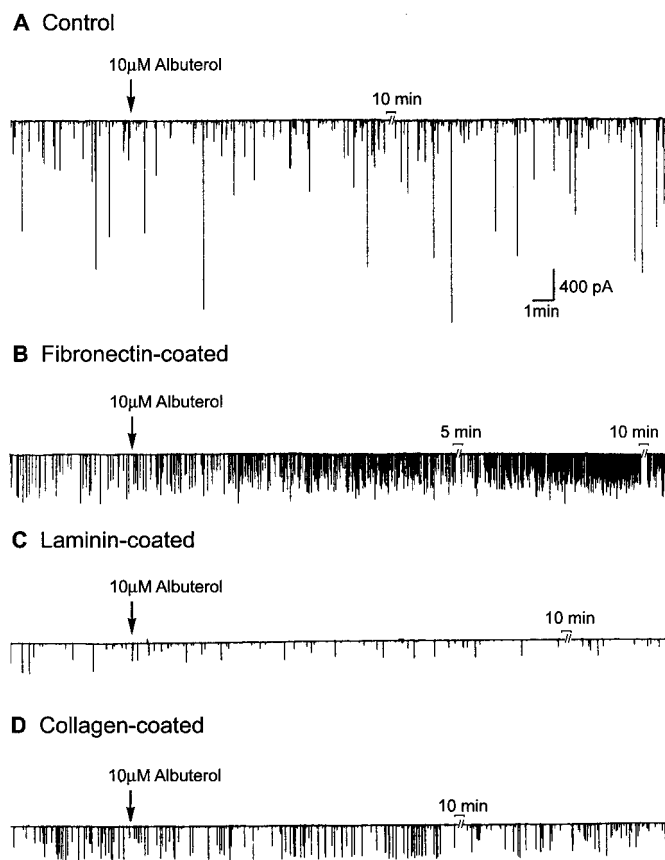 A Control
10μM Albuterol
10 min
400 pA
1min
B Fibronectin-coated
10μM Albuterol
5 min
10 min
C Laminin-coated
10μM Albuterol
10 min
D Collagen-coated
10μM Albuterol
10 min